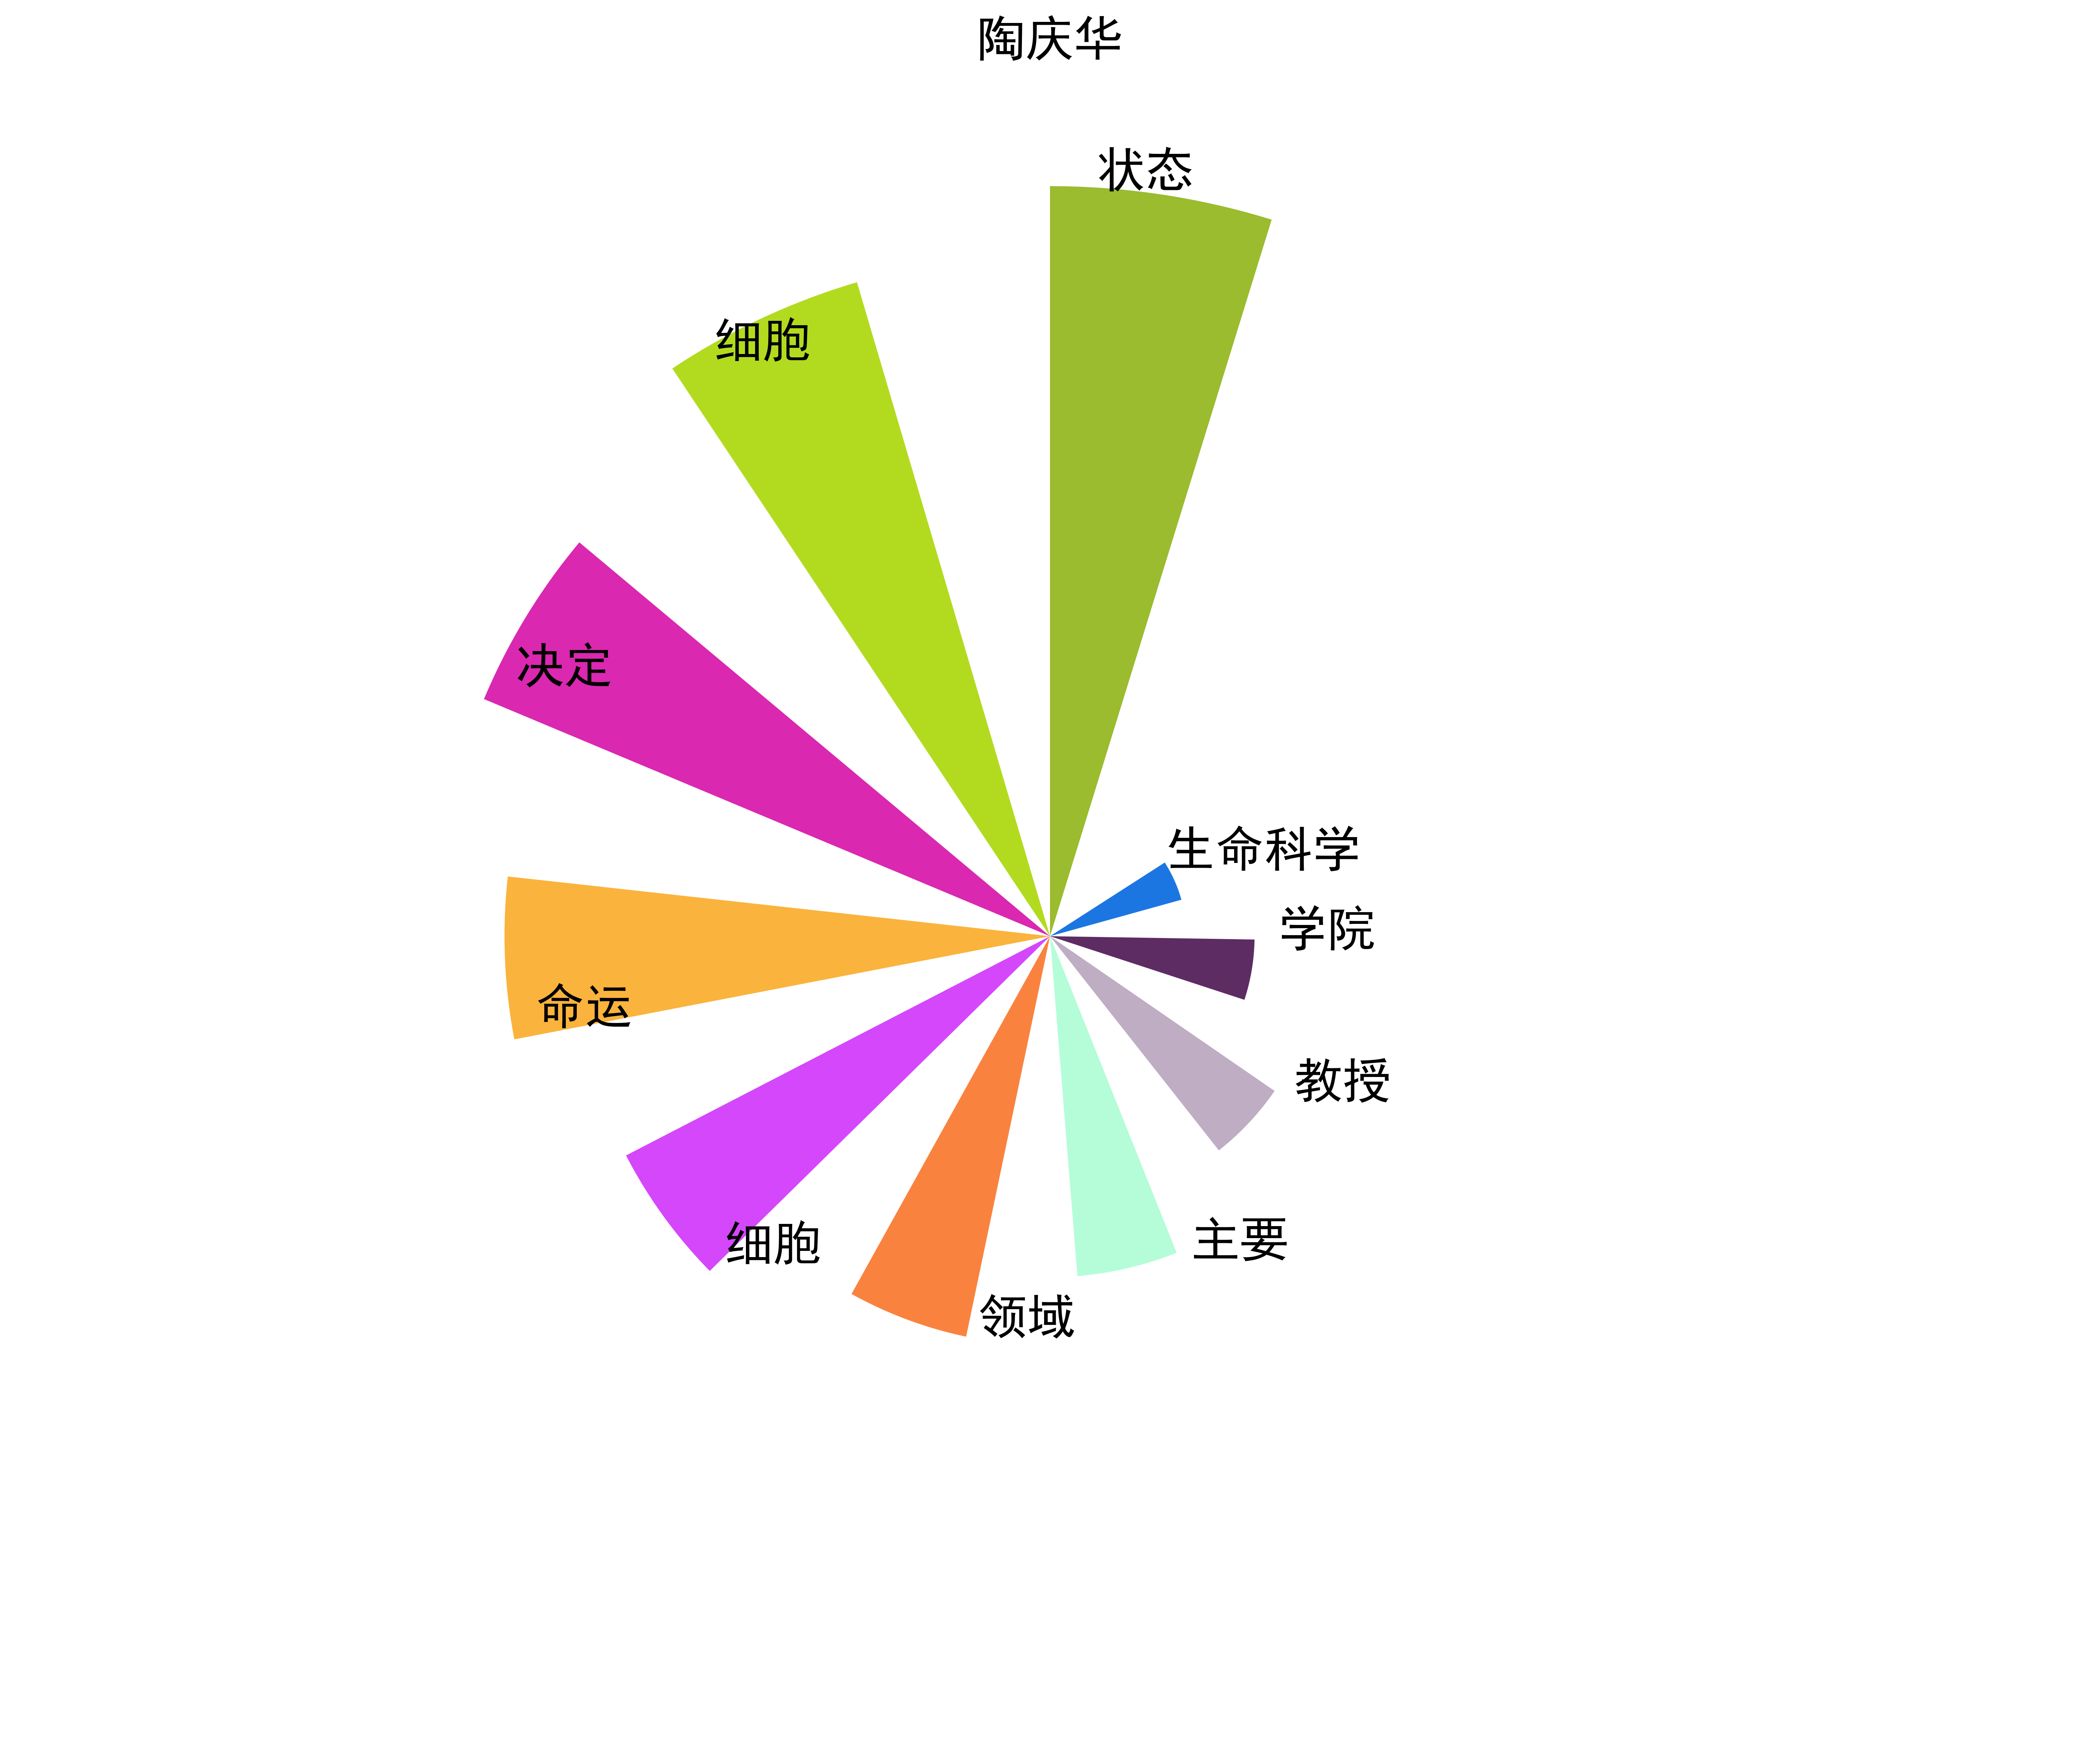 陶庆华
状态
细胞
决定
生命科学
学院
命运
教授
主要
细胞
领域